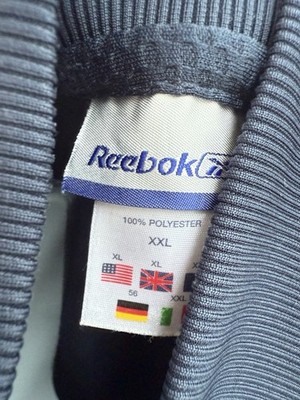 Reebok
100% POLYESTER
XXL
XL XL
56 XXL